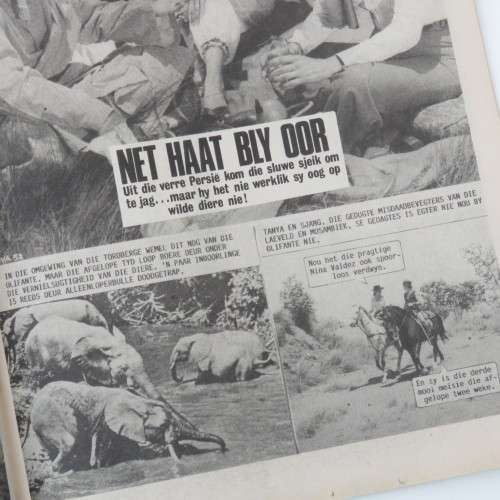 NET HAAT BLY OOR
Uit die verre Persië kom die sluwe sjeik om
te jag...maar hy het nie werklik sy oog op
wilde diere nie!
IN DIE OMGEWING VAN DIE TOROBERGE WEMEL DIT NOG VAN DIE
OLIFANTE, MAAR DIE AFGELOPE TYD LOOP BOERE DEUR ONDER
DIE VERNIELSUGTIGHEID VAN DIE DIERE. 'N PAAR INBOORLINGE
IS REEDS DEUR ALLEENLOPERBULLE DOODGETRAP.
TANYA EN SJANG, DIE GEDUGTE MISDAADBEVEGTERS VAN DIE
LAEVELD EN MOSAMBIEK, SE GEDAGTES IS EGTER NIE NOU BY
OLIFANTE NIE.
Nou het die pragtige
Nina Valdez ook spoor-
loos verdwyn.
En sy is die derde
mooi meisie die af-
gelope twee weke.